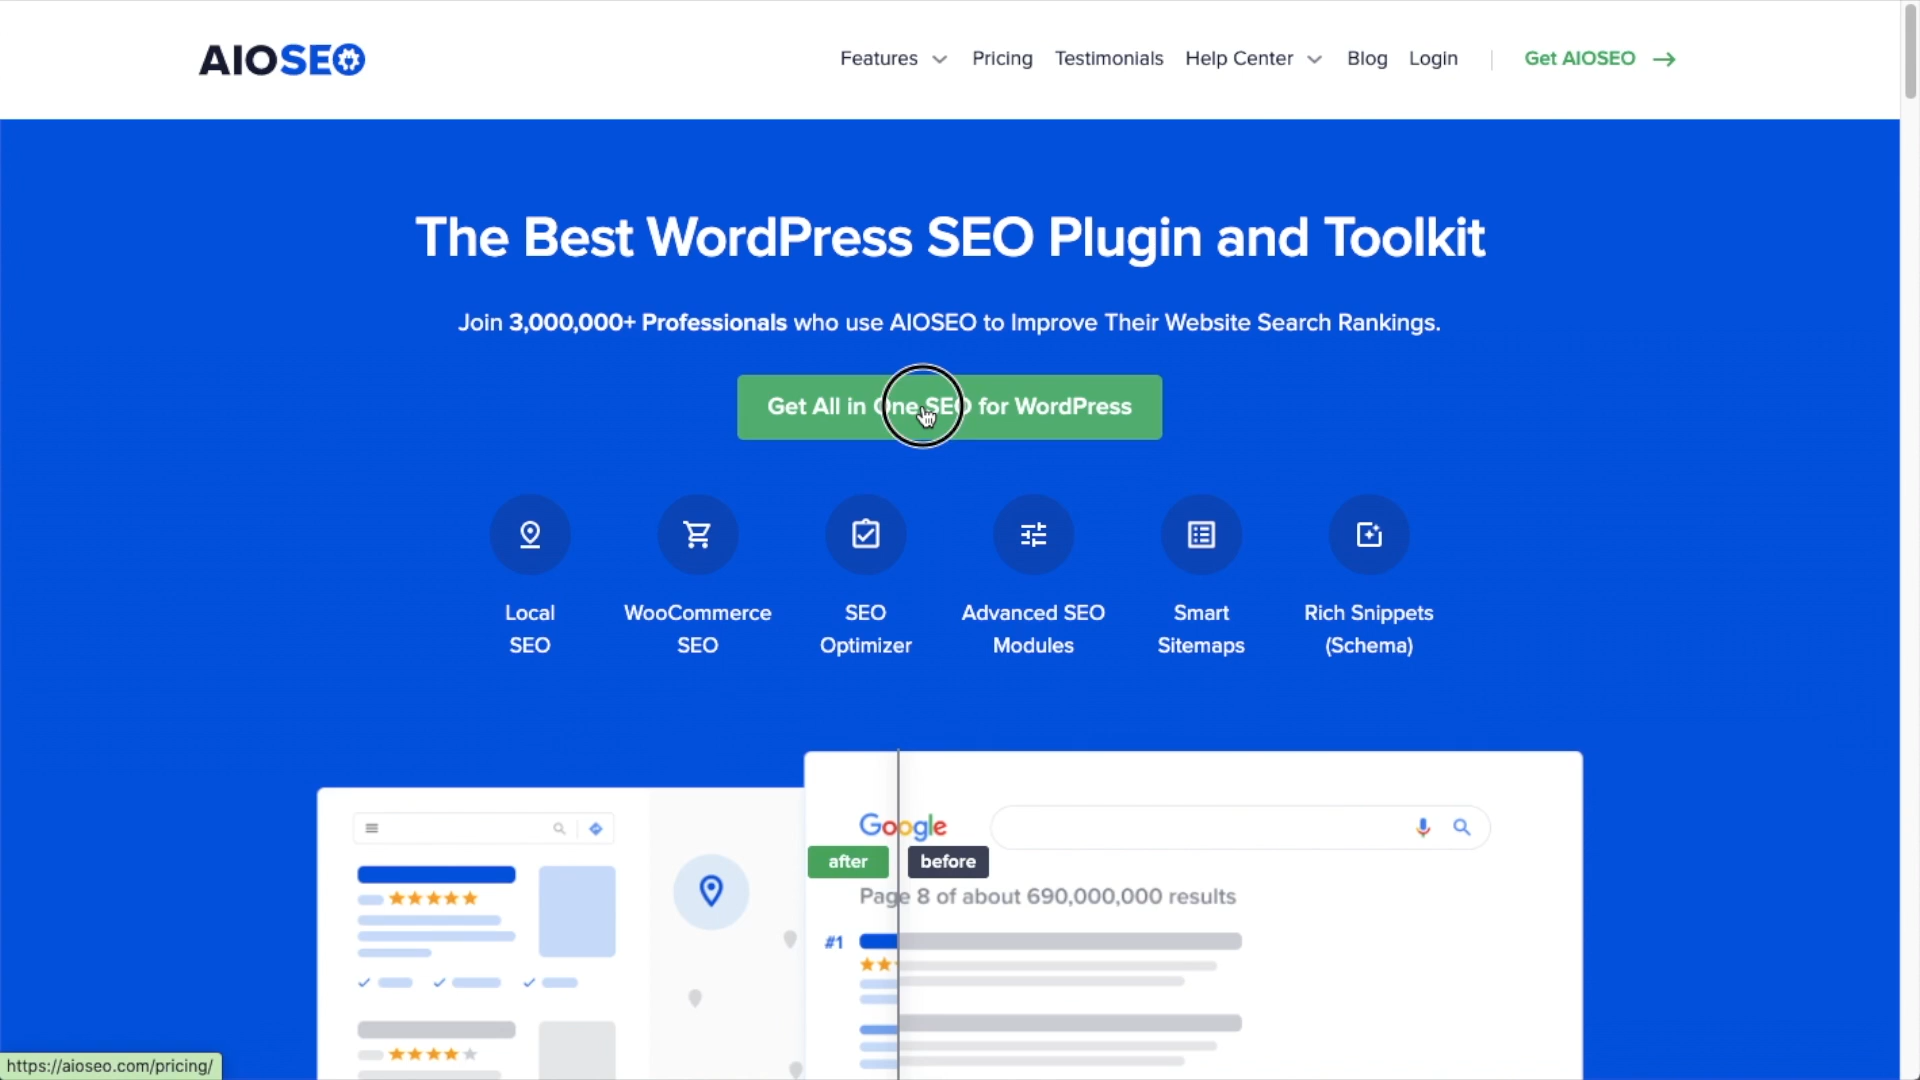 AIOSEO
Features Pricing Testimonials Help Center Blog Login Get AIOSEO
The Best WordPress SEO Plugin and Toolkit
Join 3,000,000+ Professionals who use AIOSEO to Improve Their Website Search Rankings.
Get All in One SEO for WordPress
Local
SEO
WooCommerce
SEO
SEO
Optimizer
Advanced SEO
Modules
Smart
Sitemaps
Rich Snippets
(Schema)
Google
after before
Page 8 of about 690,000,000 results
#1
https://aioseo.com/pricing/